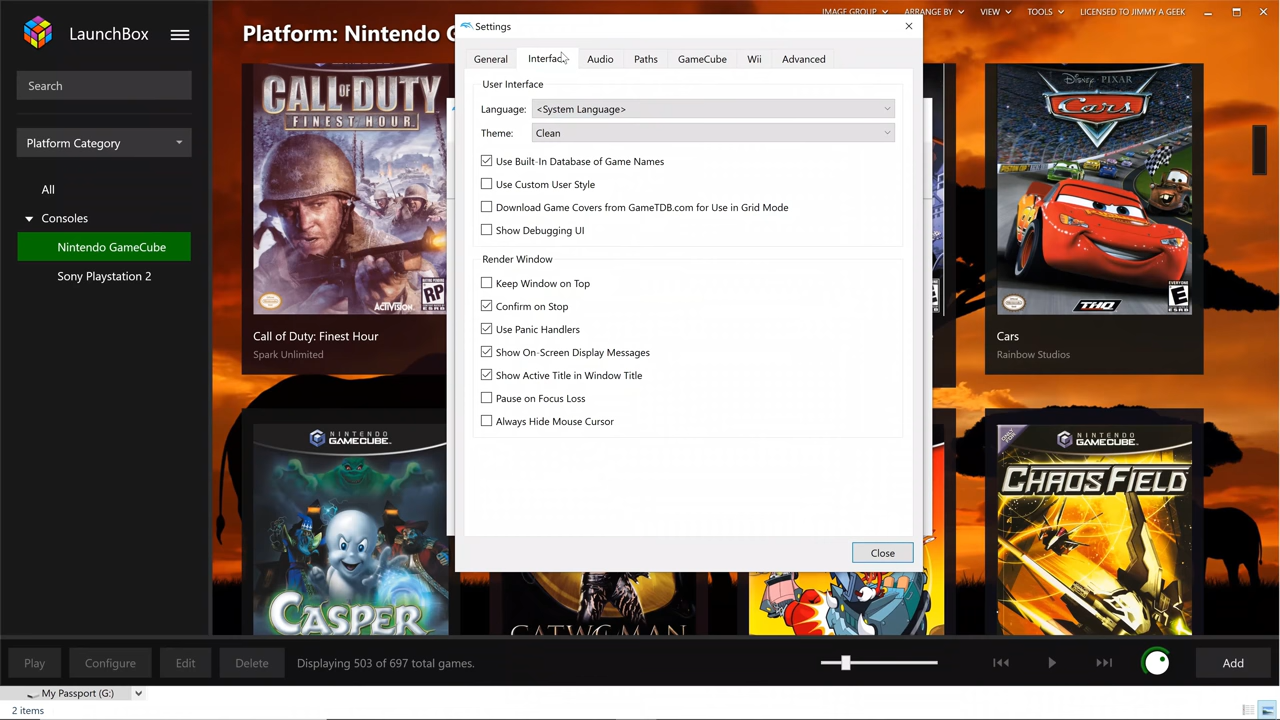 LaunchBox
Search
Platform Category
All
Consoles
Nintendo GameCube
Sony Playstation 2
Platform: Nintendo G
IMAGE GROUP
ARRANGE BY
VIEW
TOOLS
LICENSED TO JIMMY A GEEK
CALL OF DUTY
FINEST HOUR
RP
ACTIVISION
Call of Duty: Finest Hour
Spark Unlimited
Settings
General
Interface
Audio
Paths
GameCube
Wii
Advanced
User Interface
Language:
<System Language>
Theme:
Clean
Use Built-In Database of Game Names
Use Custom User Style
Download Game Covers from GameTDB.com for Use in Grid Mode
Show Debugging UI
Render Window
Keep Window on Top
Confirm on Stop
Use Panic Handlers
Show On-Screen Display Messages
Show Active Title in Window Title
Pause on Focus Loss
Always Hide Mouse Cursor
Close
DISNEY · PIXAR
Cars
THQ
EVERYONE
E
Cars
Rainbow Studios
NINTENDO
GAMECUBE
CASPER
CATWOMAN
ONLY FOR
NINTENDO
GAMECUBE
CHAOS FIELD
Play
Configure
Edit
Delete
Displaying 503 of 697 total games.
Add
My Passport (G:)
2 items